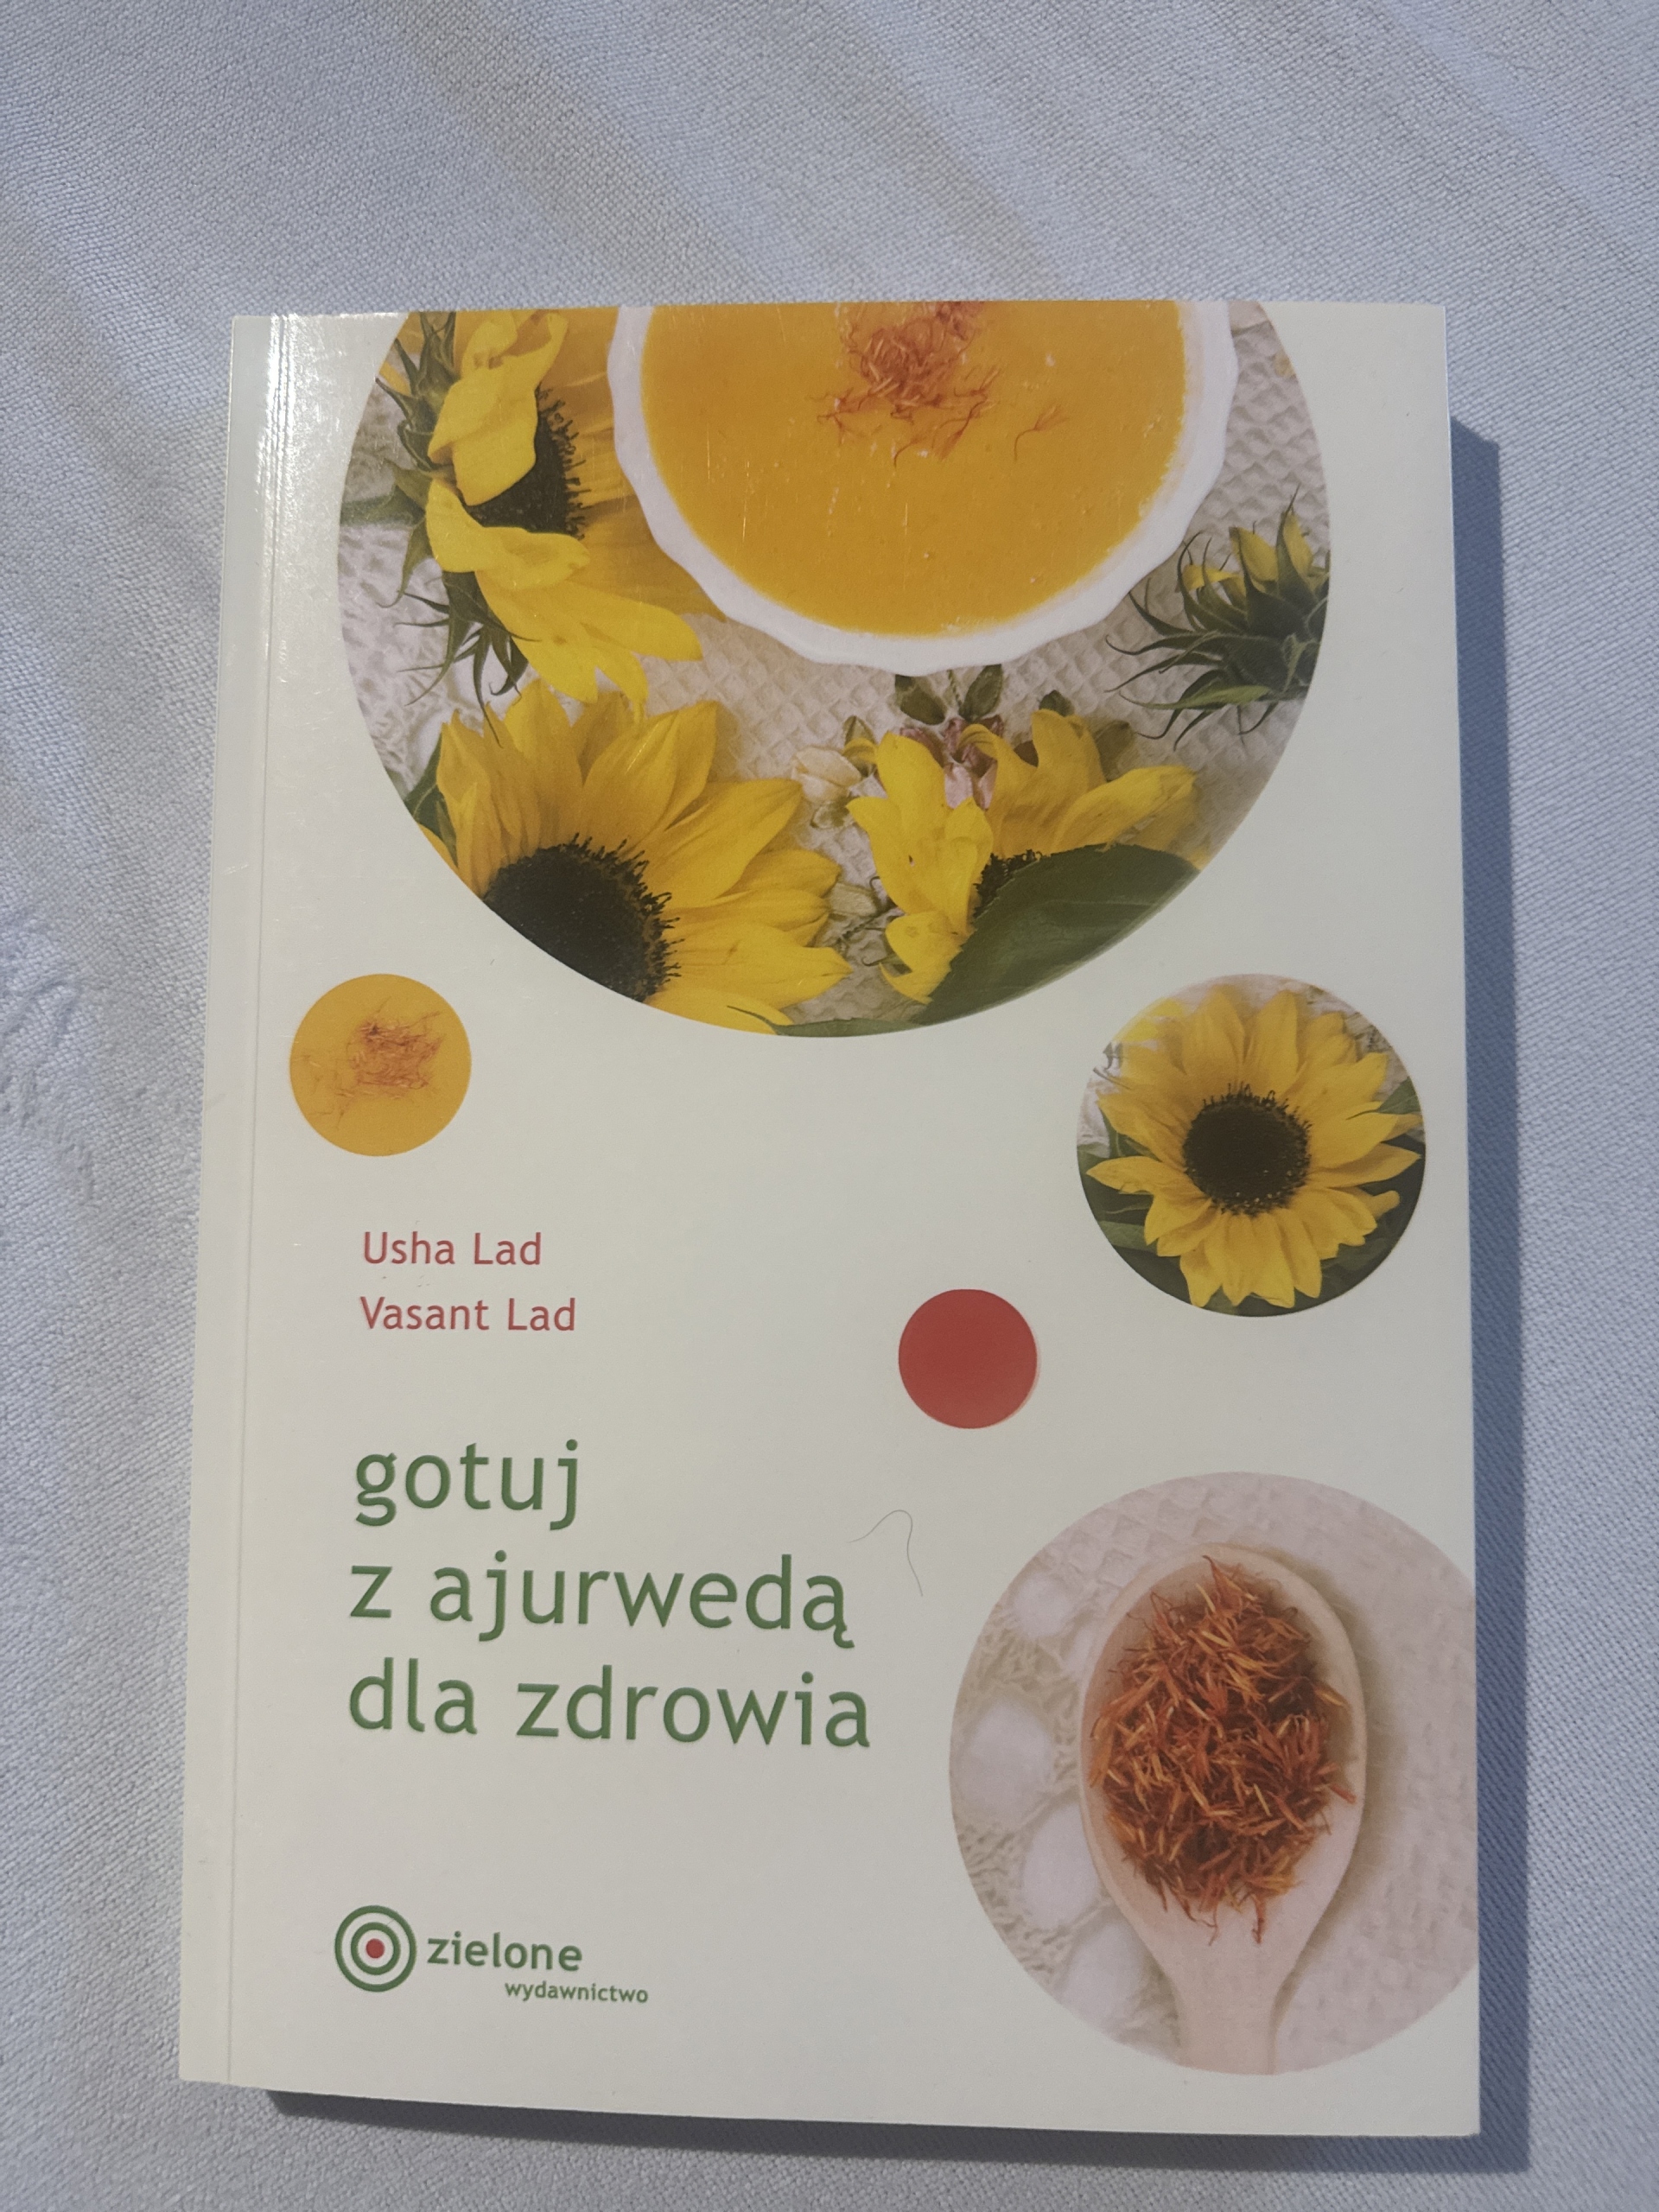 Usha Lad
Vasant Lad
gotuj
z ajurwedą
dla zdrowia
zielone
wydawnictwo